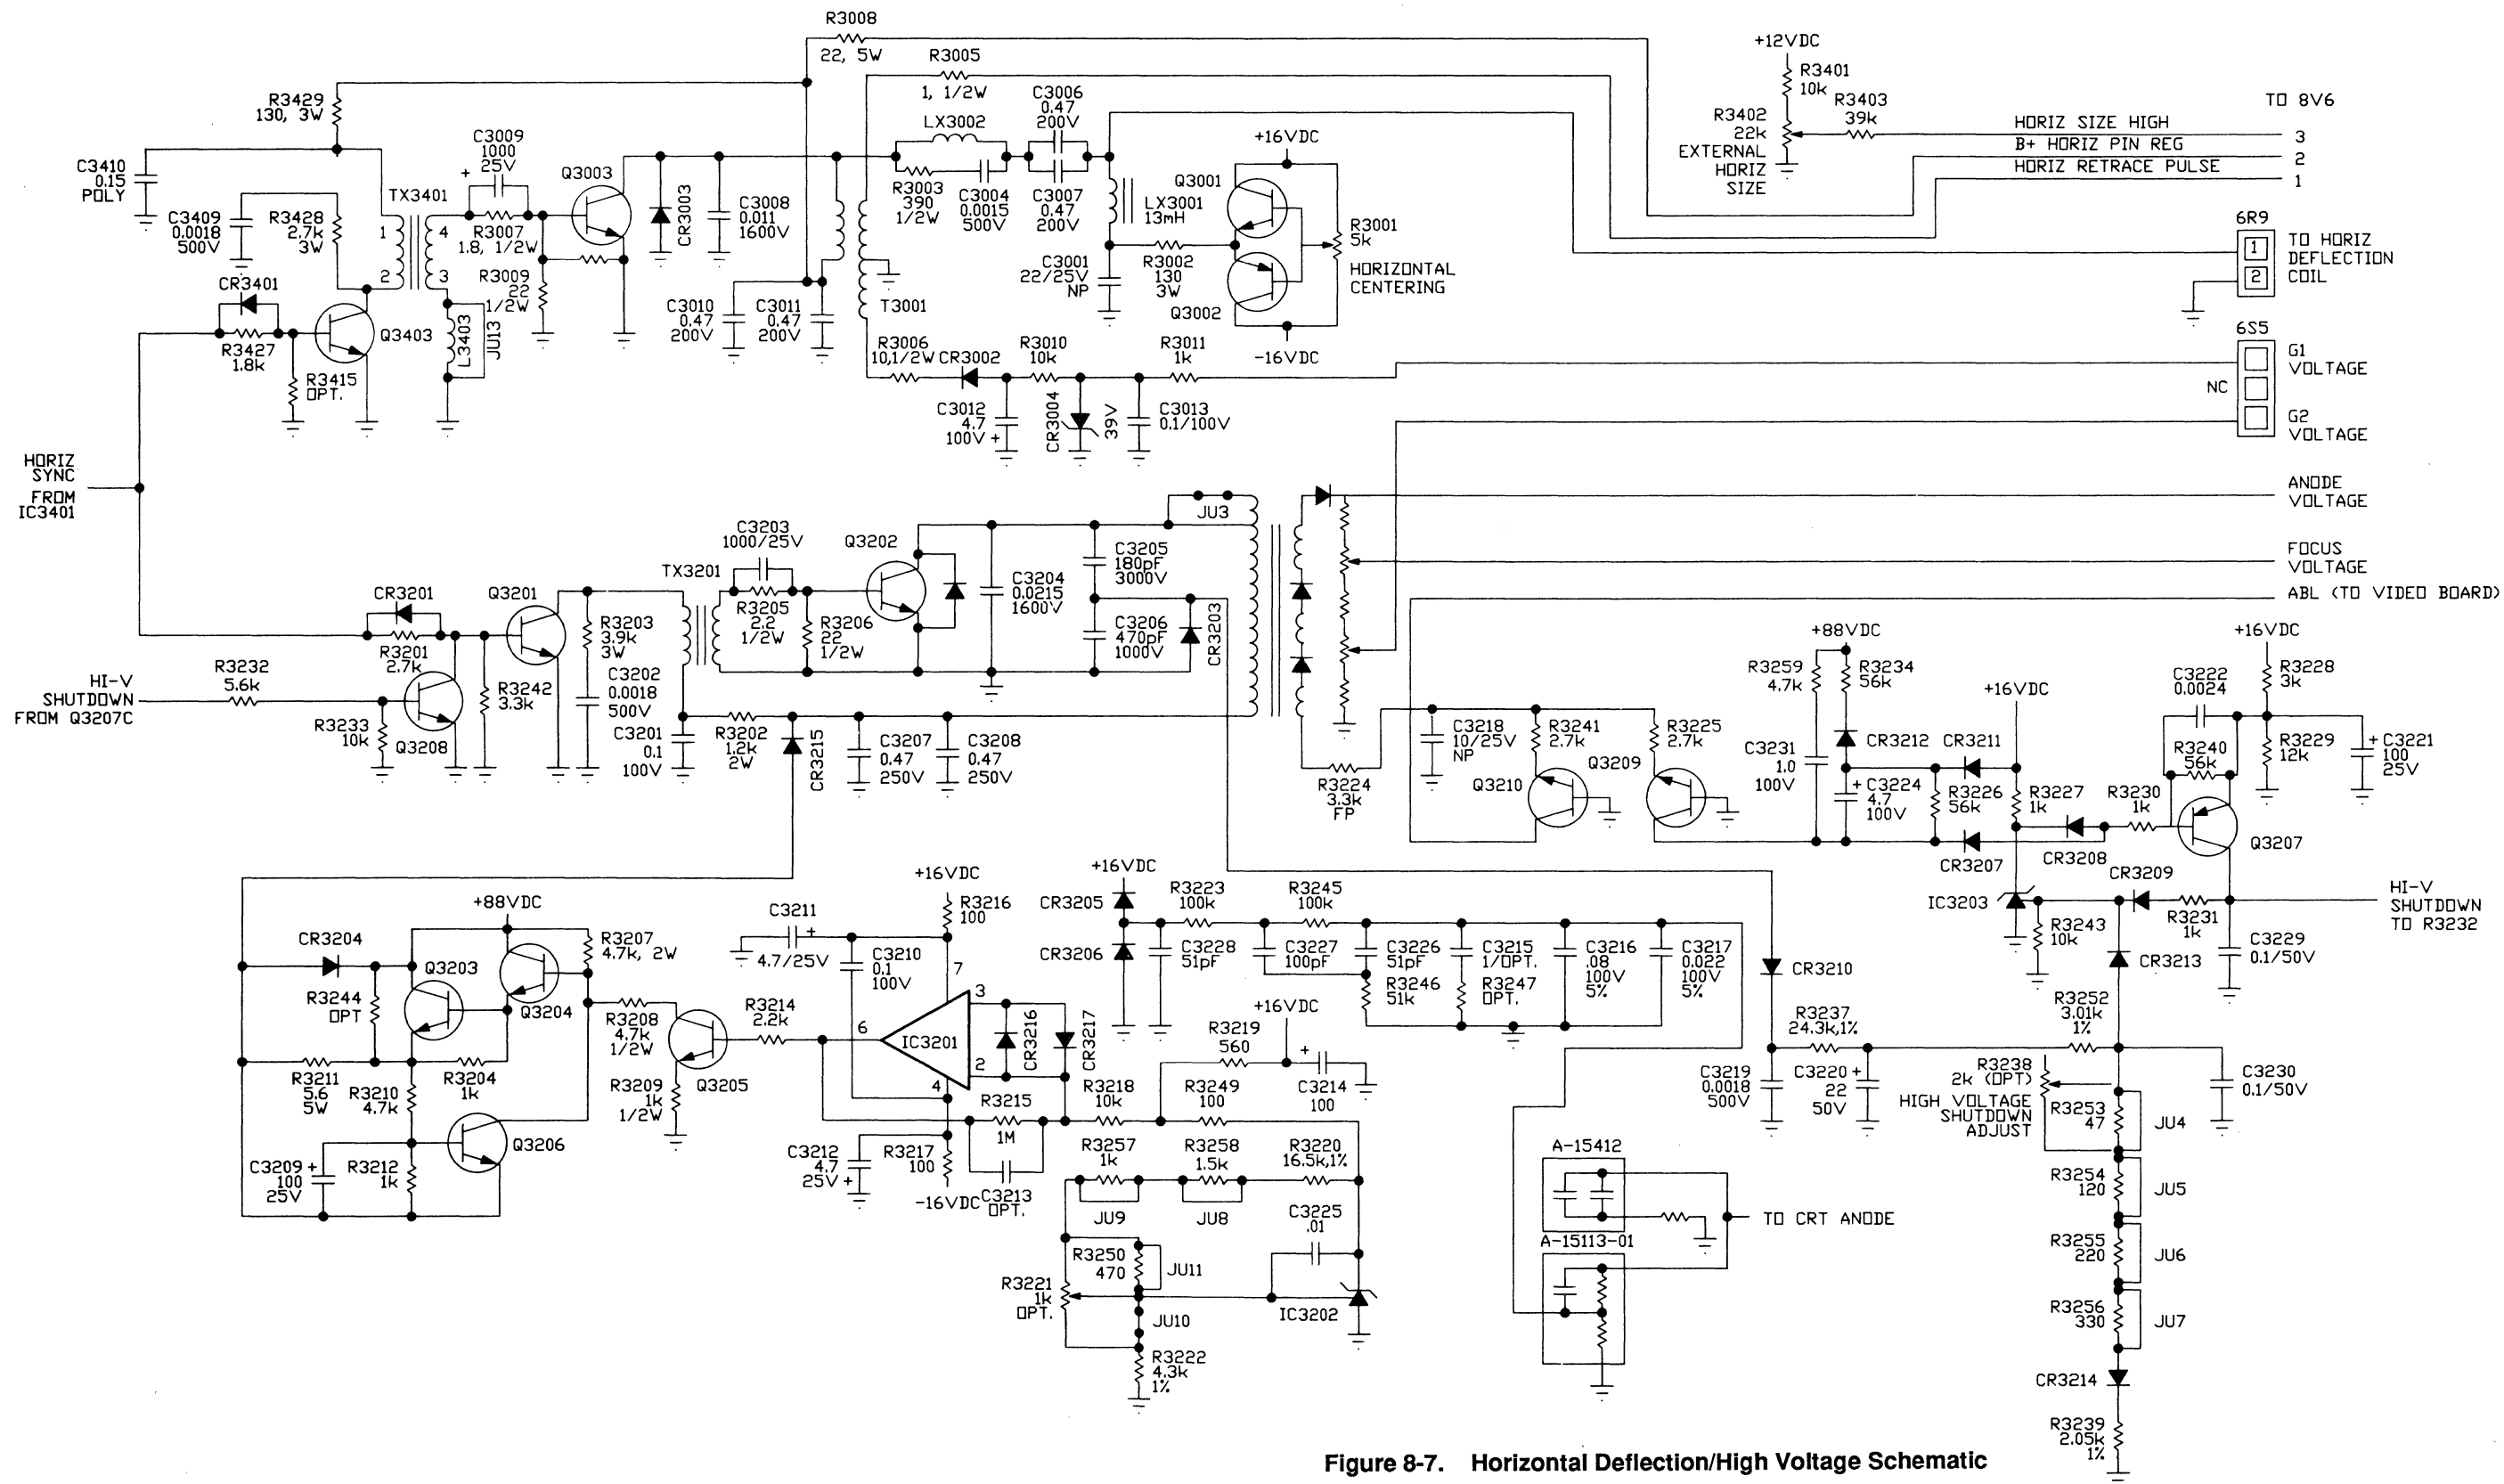 R3008
22, 5W
R3005
1, 1/2W
+12VDC
R3401
10k
R3402
22k
EXTERNAL
HORIZ
SIZE
R3403
39k
TO 8V6
HORIZ SIZE HIGH
3
B+ HORIZ PIN REG
2
HORIZ RETRACE PULSE
1
R3429
130, 3W
C3410
0.15
POLY
C3409
0.0018
500V
R3428
2.7k
3W
TX3401
1
2
4
3
C3009
1000
25V
+
R3007
1.8, 1/2W
R3009
22
1/2W
Q3003
CR3003
C3008
0.011
1600V
LX3002
R3003
390
1/2W
C3004
0.0015
500V
C3006
0.47
200V
C3007
0.47
200V
LX3001
13mH
+16VDC
Q3001
Q3002
-16VDC
R3001
5k
HORIZONTAL
CENTERING
C3001
22/25V
NP
R3002
130
3W
6R9
1
2
TO HORIZ
DEFLECTION
COIL
CR3401
R3427
1.8k
R3415
OPT.
Q3403
L3403
JU13
C3010
0.47
200V
C3011
0.47
200V
T3001
R3006
10,1/2W
CR3002
R3010
10k
R3011
1k
C3012
4.7
100V +
CR3004
39V
C3013
0.1/100V
6S5
G1
VOLTAGE
NC
G2
VOLTAGE
HORIZ
SYNC
FROM
IC3401
ANODE
VOLTAGE
FOCUS
VOLTAGE
ABL (TO VIDEO BOARD)
JU3
CR3201
R3201
2.7k
Q3201
R3203
3.9k
3W
TX3201
C3203
1000/25V
R3205
2.2
1/2W
R3206
22
1/2W
Q3202
C3204
0.0215
1600V
C3205
180pF
3000V
C3206
470pF
1000V
CR3203
HI-V
SHUTDOWN
FROM Q3207C
R3232
5.6k
R3233
10k
Q3208
R3242
3.3k
C3202
0.0018
500V
C3201
0.1
100V
R3202
1.2k
2W
CR3215
C3207
0.47
250V
C3208
0.47
250V
R3224
3.3k
FP
C3218
10/25V
NP
R3241
2.7k
Q3210
R3225
2.7k
Q3209
+88VDC
R3259
4.7k
R3234
56k
C3231
1.0
100V
CR3212
CR3211
+ C3224
4.7
100V
R3226
56k
+16VDC
R3227
1k
CR3207
CR3208
R3230
1k
+16VDC
C3222
0.0024
R3228
3k
R3240
56k
R3229
12k
+ C3221
100
25V
Q3207
CR3209
IC3203
R3243
10k
R3231
1k
CR3213
C3229
0.1/50V
HI-V
SHUTDOWN
TO R3232
+88VDC
CR3204
R3244
OPT
Q3203
Q3204
R3207
4.7k, 2W
R3208
4.7k
1/2W
R3209
1k
1/2W
Q3205
R3214
2.2k
R3211
5.6
5W
R3210
4.7k
R3204
1k
Q3206
C3209 +
100
25V
R3212
1k
C3211
+
4.7/25V
+16VDC
R3216
100
C3210
0.1
100V
7
3
6
IC3201
2
4
CR3216
CR3217
R3215
1M
C3212
4.7
25V +
R3217
100
-16VDC
C3213
OPT.
+16VDC
CR3205
CR3206
R3223
100k
R3245
100k
C3228
51pF
C3227
100pF
C3226
51pF
R3246
51k
C3215
1/OPT.
R3247
OPT.
C3216
.08
100V
5%
C3217
0.022
100V
5%
+16VDC
R3219
560
+
C3214
100
R3218
10k
R3249
100
R3257
1k
R3258
1.5k
R3220
16.5k,1%
JU9
JU8
C3225
.01
R3250
470
JU11
R3221
1k
OPT.
JU10
IC3202
R3222
4.3k
1%
A-15412
TO CRT ANODE
A-15113-01
CR3210
R3237
24.3k,1%
R3252
3.01k
1%
C3219
0.0018
500V
C3220 +
22
50V
R3238
2k (OPT)
HIGH VOLTAGE
SHUTDOWN
ADJUST
C3230
0.1/50V
R3253
47
JU4
R3254
120
JU5
R3255
220
JU6
R3256
330
JU7
CR3214
R3239
2.05k
1%
Figure 8-7. Horizontal Deflection/High Voltage Schematic